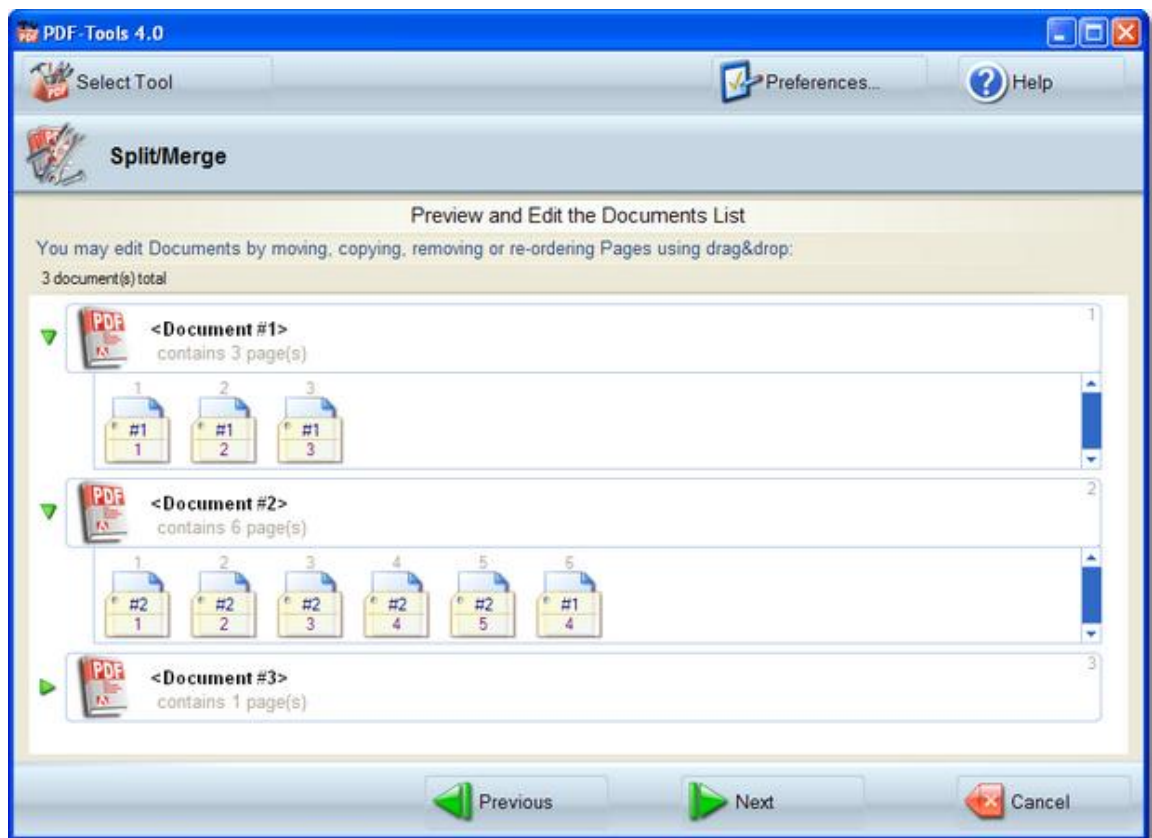 PDF-Tools 4.0
Select Tool Preferences... Help
Split/Merge
Preview and Edit the Documents List
You may edit Documents by moving, copying, removing or re-ordering Pages using drag&drop:
3 document(s) total
<Document #1> 1
contains 3 page(s)
1 2 3
#1 #1 #1
1 2 3
<Document #2> 2
contains 6 page(s)
1 2 3 4 5 6
#2 #2 #2 #2 #2 #1
1 2 3 4 5 4
<Document #3> 3
contains 1 page(s)
Previous Next Cancel